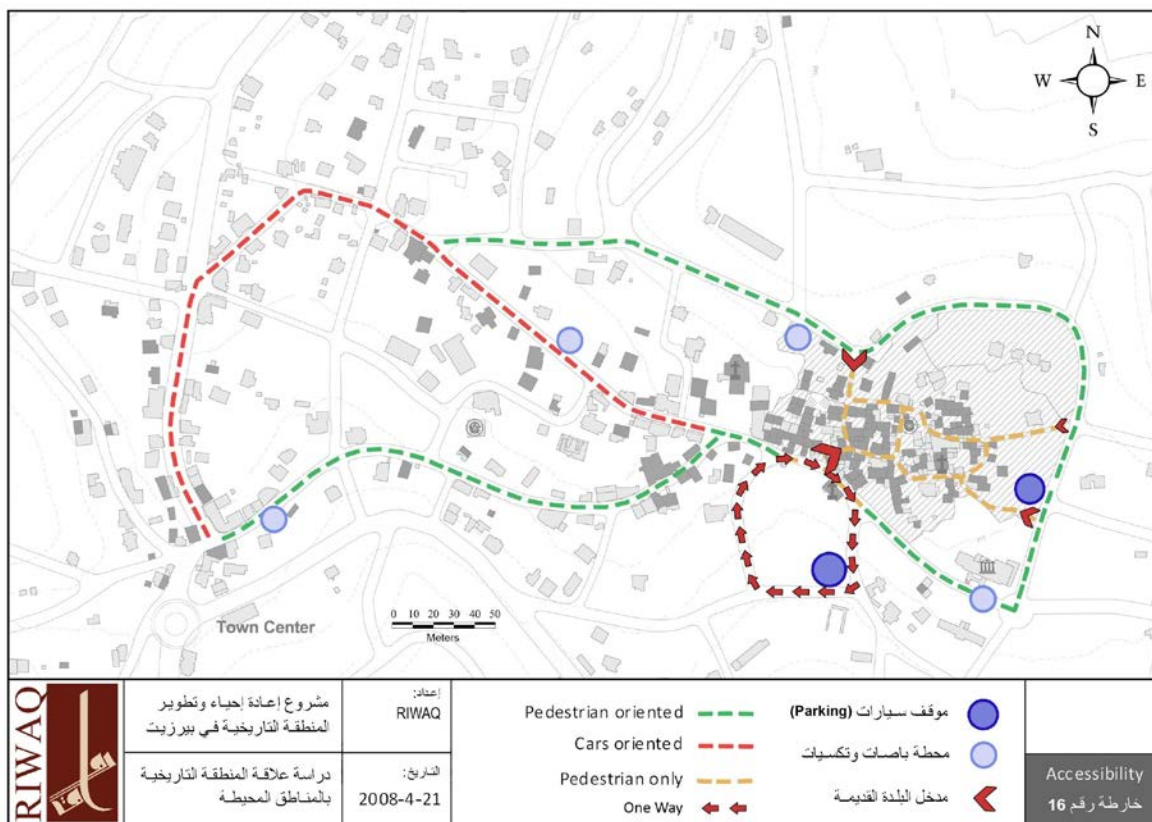 N
W E
S
Town Center
0 10 20 30 40 50
Meters
RIWAQ
رواق
مشروع إعادة إحياء وتطوير
المنطقة التاريخية في بيرزيت
دراسة علاقة المنطقة التاريخية
بالمناطق المحيطة
إعداد:
RIWAQ
التاريخ:
2008-4-21
Pedestrian oriented
Cars oriented
Pedestrian only
One Way
موقف سيارات (Parking)
محطة باصات وتكسيات
مدخل البلدة القديمة
Accessibility
خارطة رقم 16